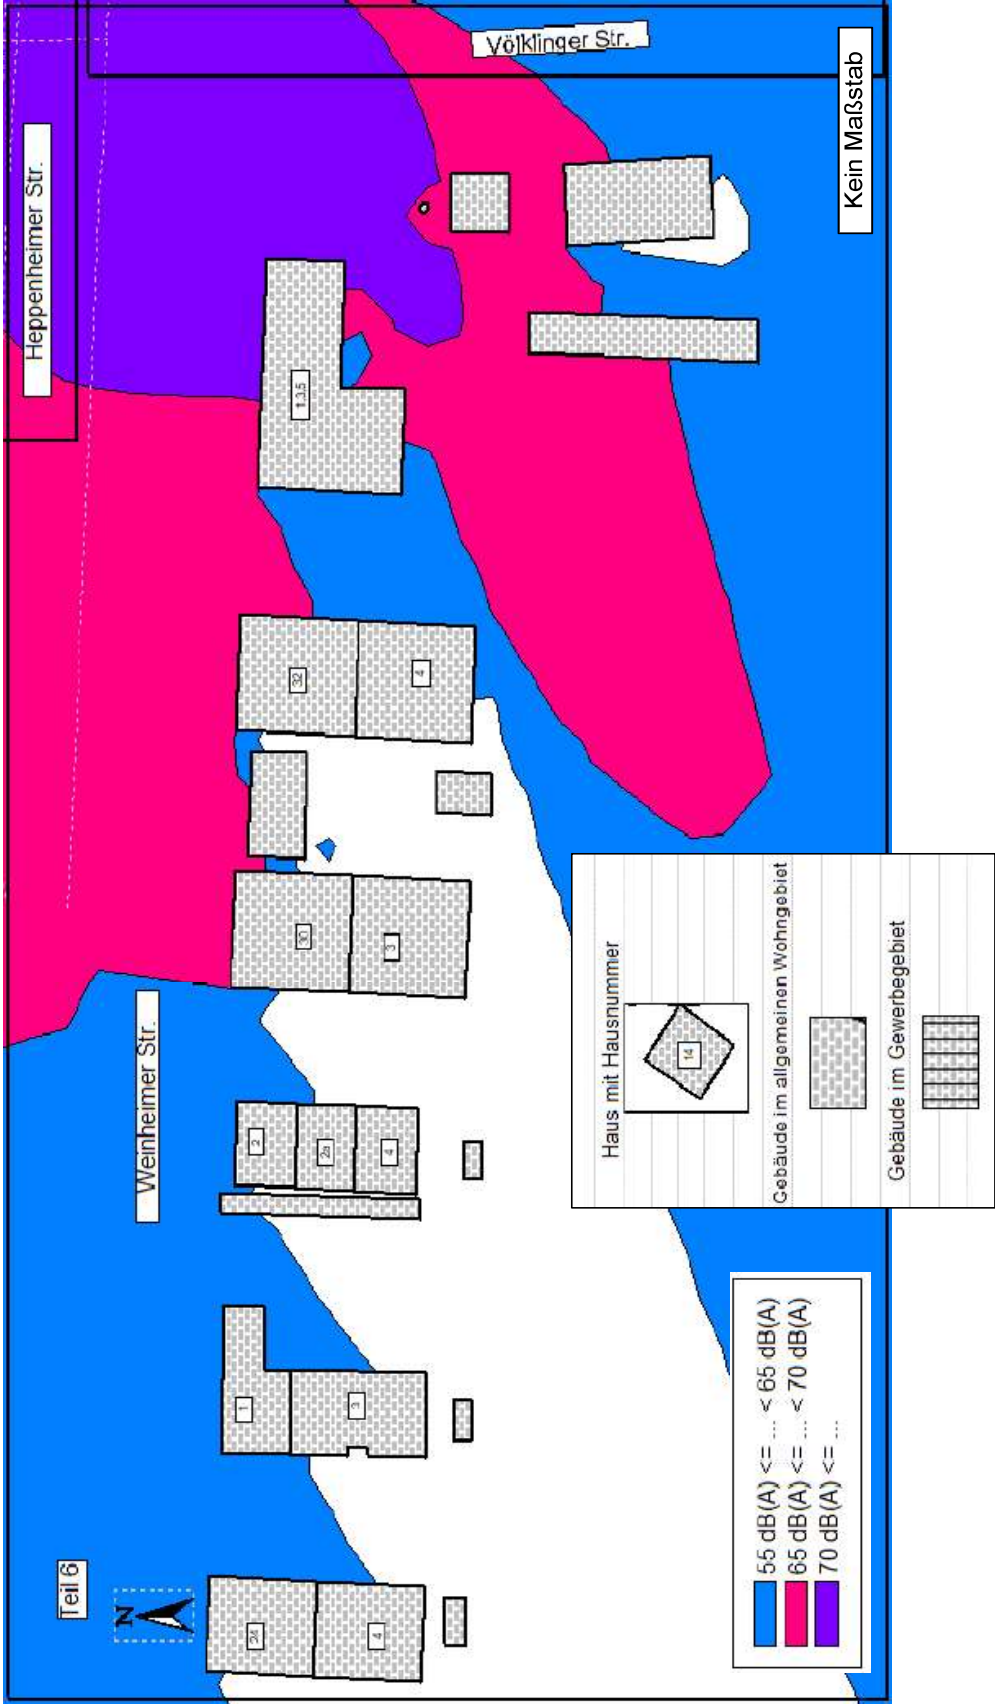 Teil 6
N
Weinheimer Str.
Heppenheimer Str.
Völklinger Str.
24
4
1
3
2
2a
4
30
3
32
4
1,3,5
Kein Maßstab
55 dB(A) <= ... < 65 dB(A)
65 dB(A) <= ... < 70 dB(A)
70 dB(A) <= ...
Haus mit Hausnummer
14
Gebäude im allgemeinen Wohngebiet
Gebäude im Gewerbegebiet